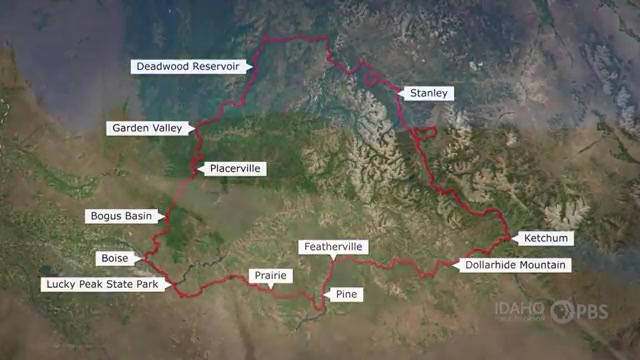 Deadwood Reservoir
Stanley
Garden Valley
Placerville
Bogus Basin
Ketchum
Featherville
Boise
Dollarhide Mountain
Prairie
Lucky Peak State Park
Pine
IDAHO
PBS